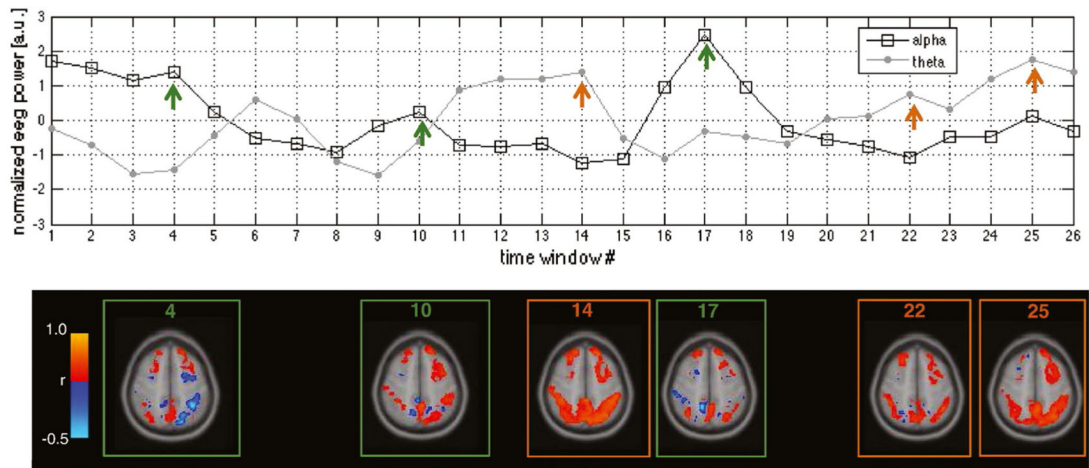 normalized eeg power [a.u.]
3
2
1
0
-1
-2
-3
alpha
theta
1 2 3 4 5 6 7 8 9 10 11 12 13 14 15 16 17 18 19 20 21 22 23 24 25 26
time window #
4 10 14 17 22 25
1.0
r
-0.5